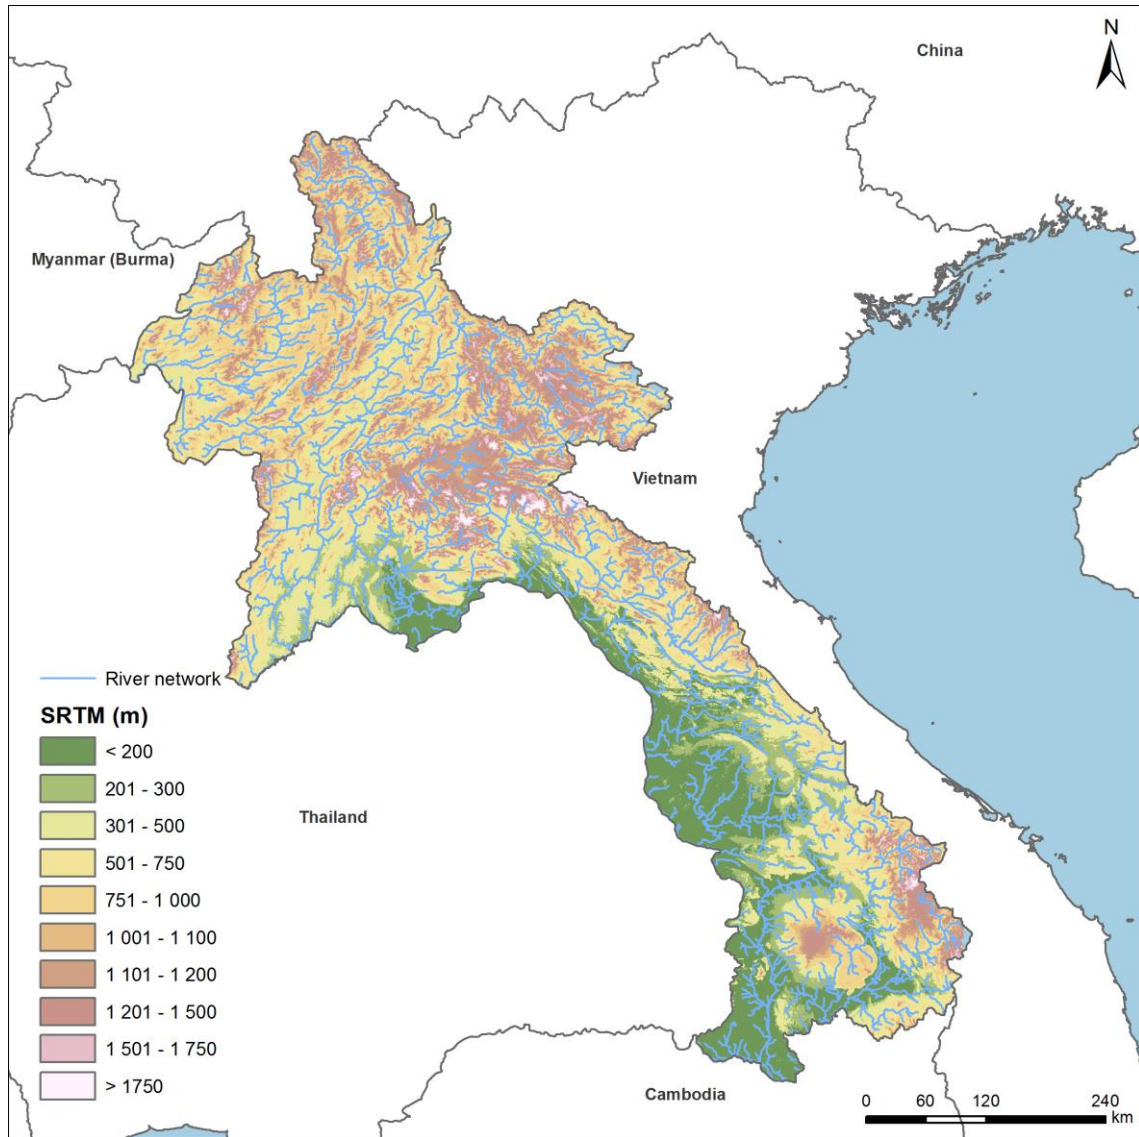 N
China
Myanmar (Burma)
Vietnam
River network
SRTM (m)
< 200
201 - 300
301 - 500
501 - 750
751 - 1 000
1 001 - 1 100
1 101 - 1 200
1 201 - 1 500
1 501 - 1 750
> 1750
Thailand
Cambodia
0 60 120 240
km